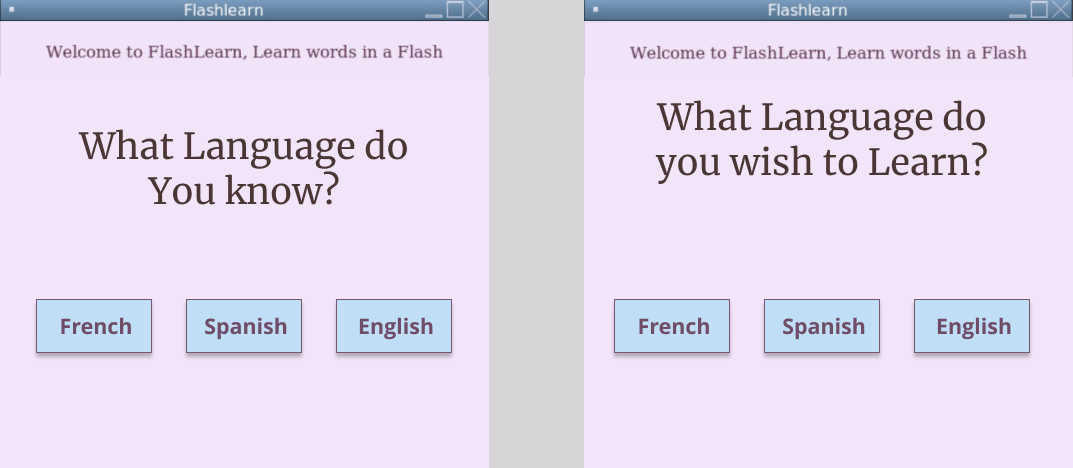 Flashlearn
Welcome to FlashLearn, Learn words in a Flash
What Language do
You know?
French
Spanish
English
Flashlearn
Welcome to FlashLearn, Learn words in a Flash
What Language do
you wish to Learn?
French
Spanish
English